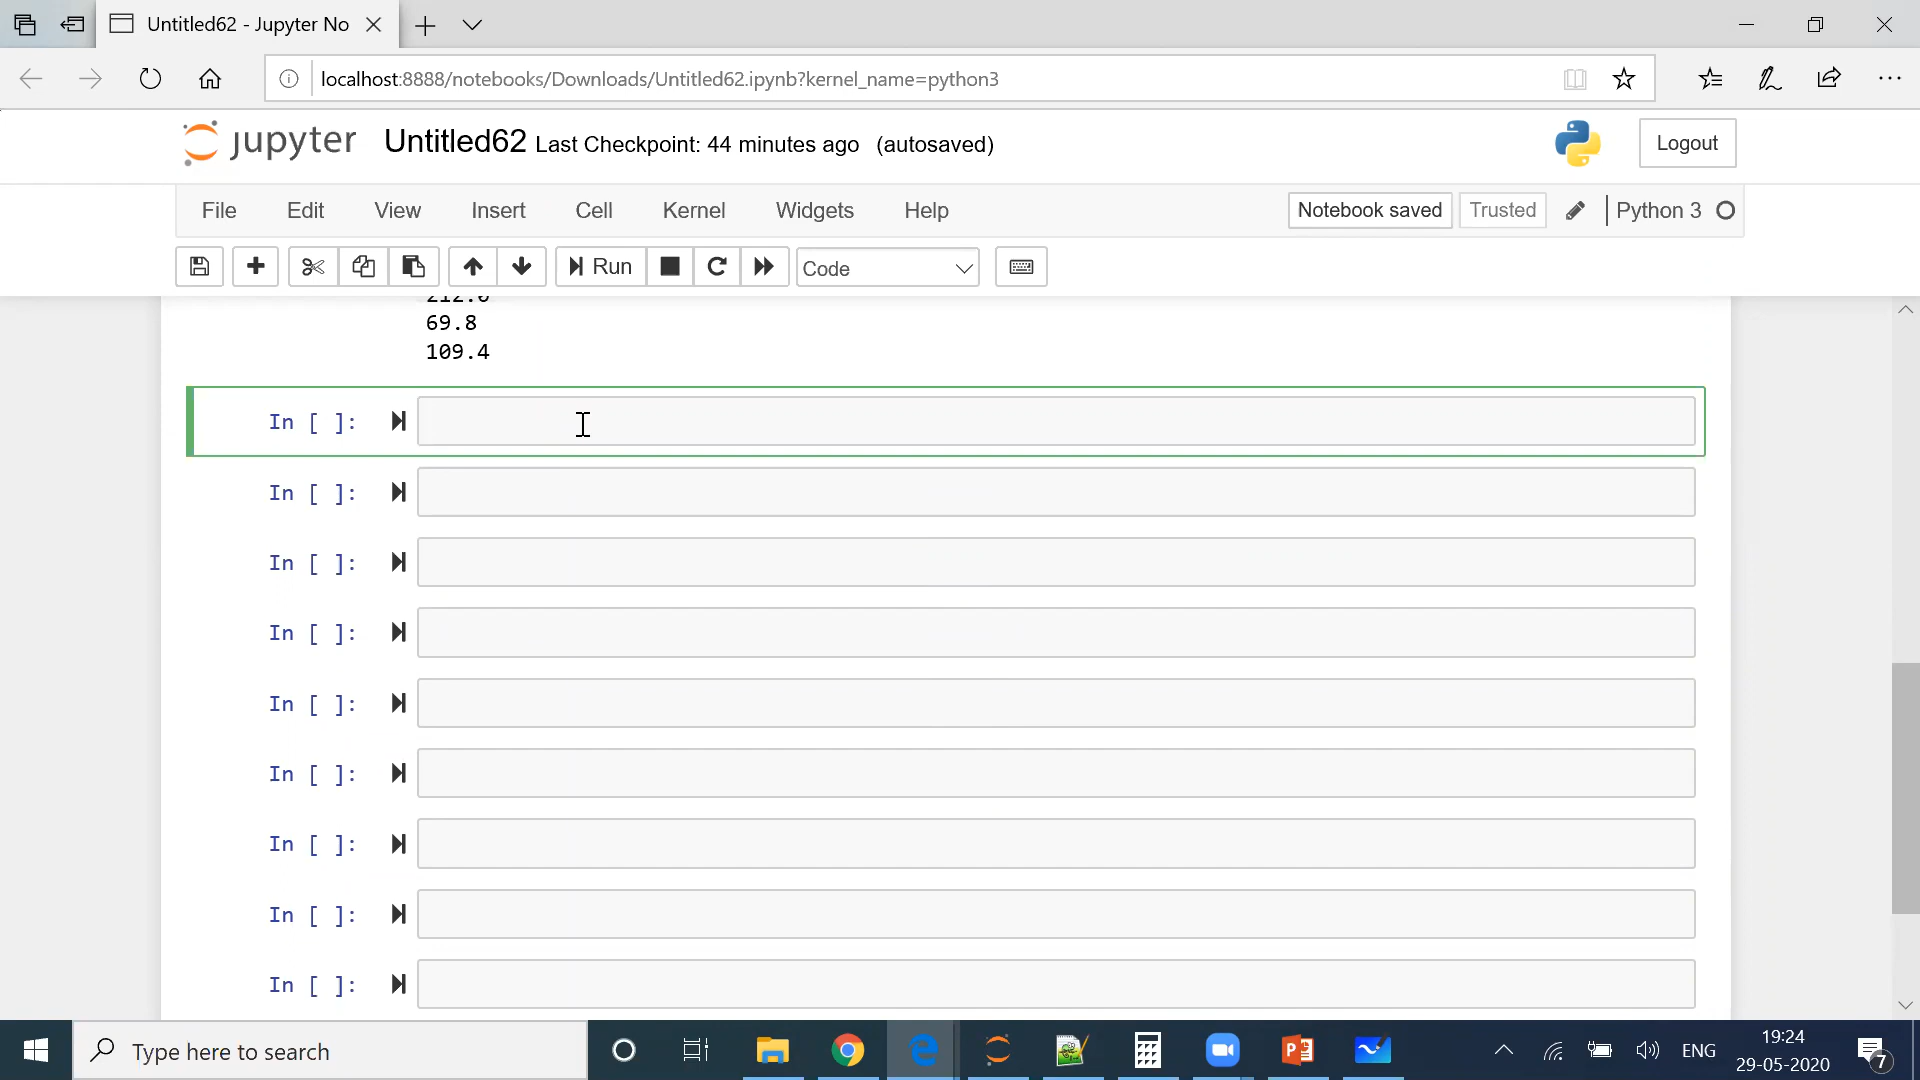 Untitled62 - Jupyter No
localhost:8888/notebooks/Downloads/Untitled62.ipynb?kernel_name=python3
jupyter Untitled62 Last Checkpoint: 44 minutes ago (autosaved)
Logout
File Edit View Insert Cell Kernel Widgets Help
Notebook saved Trusted Python 3
Run Code
212.0
69.8
109.4
In [ ]:
In [ ]:
In [ ]:
In [ ]:
In [ ]:
In [ ]:
In [ ]:
In [ ]:
In [ ]:
Type here to search
ENG
19:24
29-05-2020
7